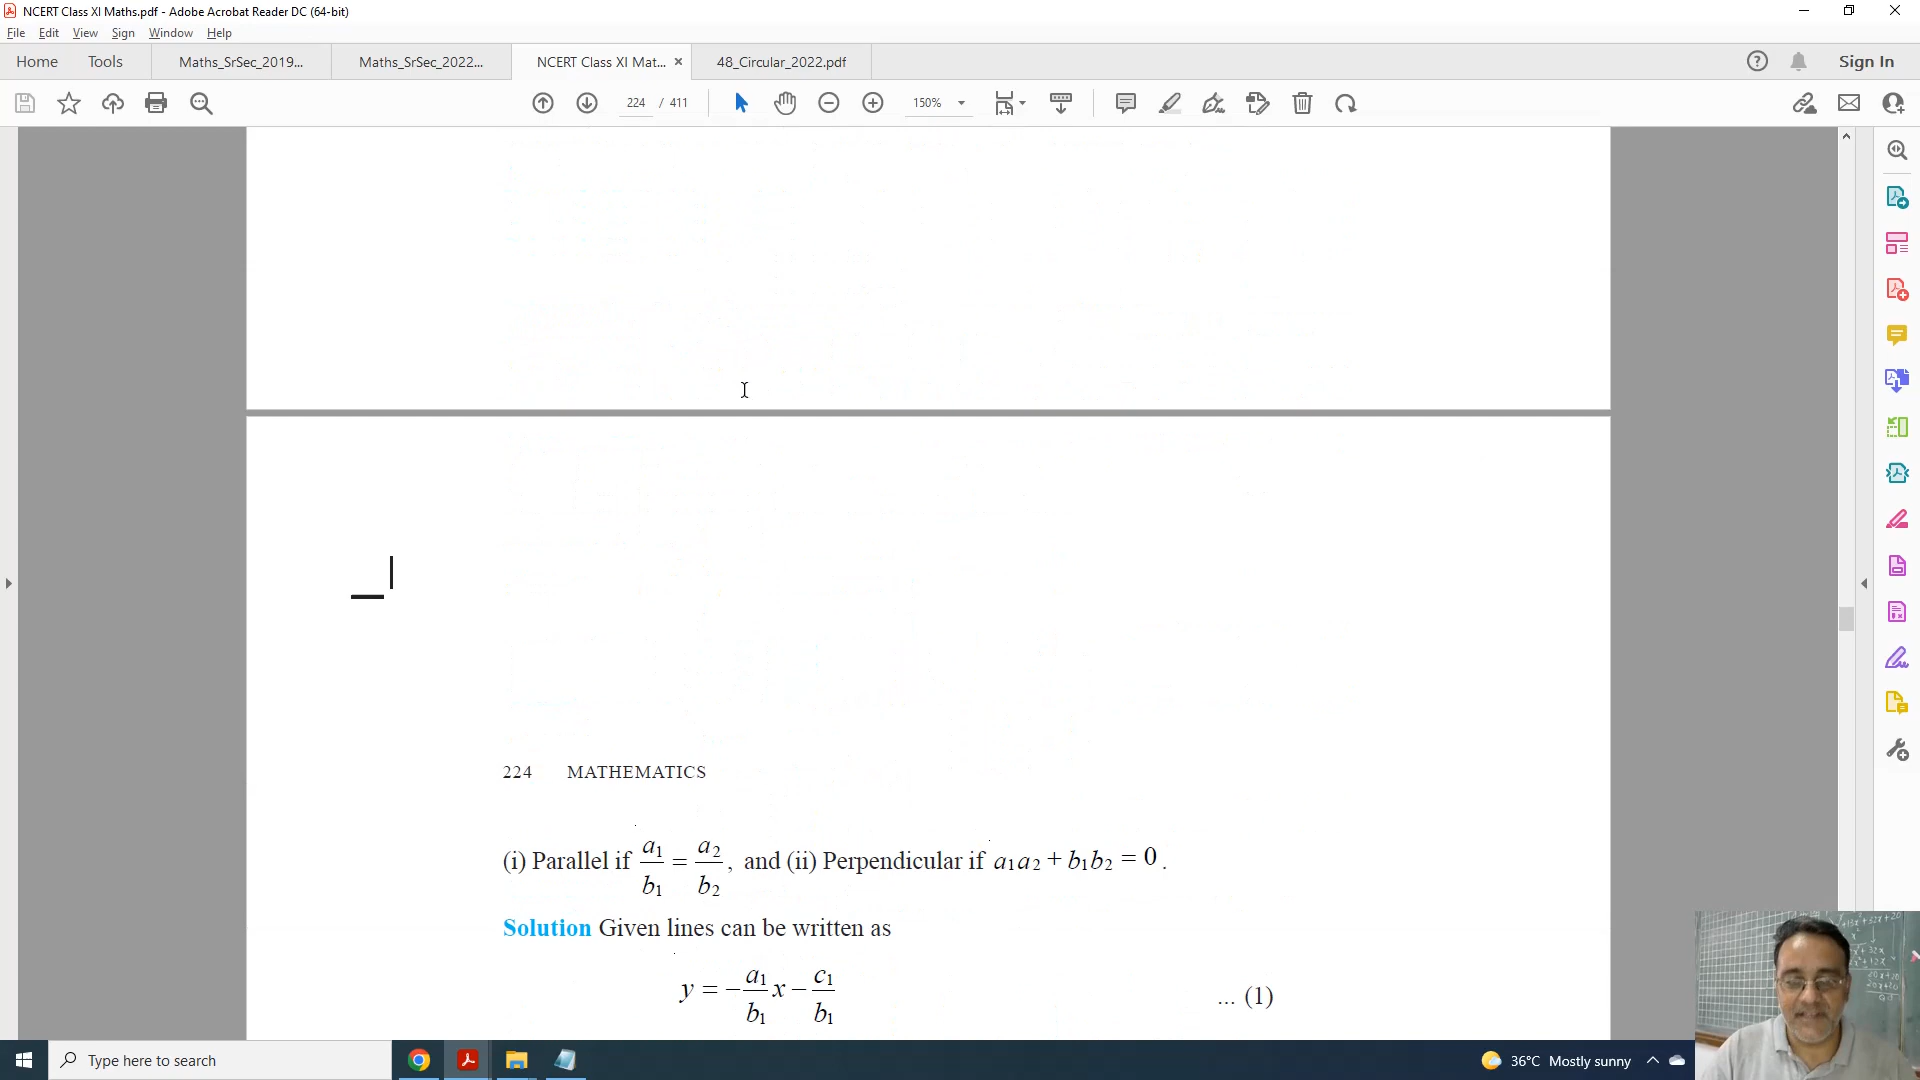 NCERT Class XI Maths.pdf - Adobe Acrobat Reader DC (64-bit)
File Edit View Sign Window Help
Home Tools Maths_SrSec_2019... Maths_SrSec_2022... NCERT Class XI Mat... × 48_Circular_2022.pdf Sign In
224 / 411 150%
224 MATHEMATICS
(i) Parallel if a₁/b₁ = a₂/b₂, and (ii) Perpendicular if a₁a₂ + b₁b₂ = 0.
Solution Given lines can be written as
y = −a₁/b₁ x − c₁/b₁ ... (1)
Type here to search 36°C Mostly sunny